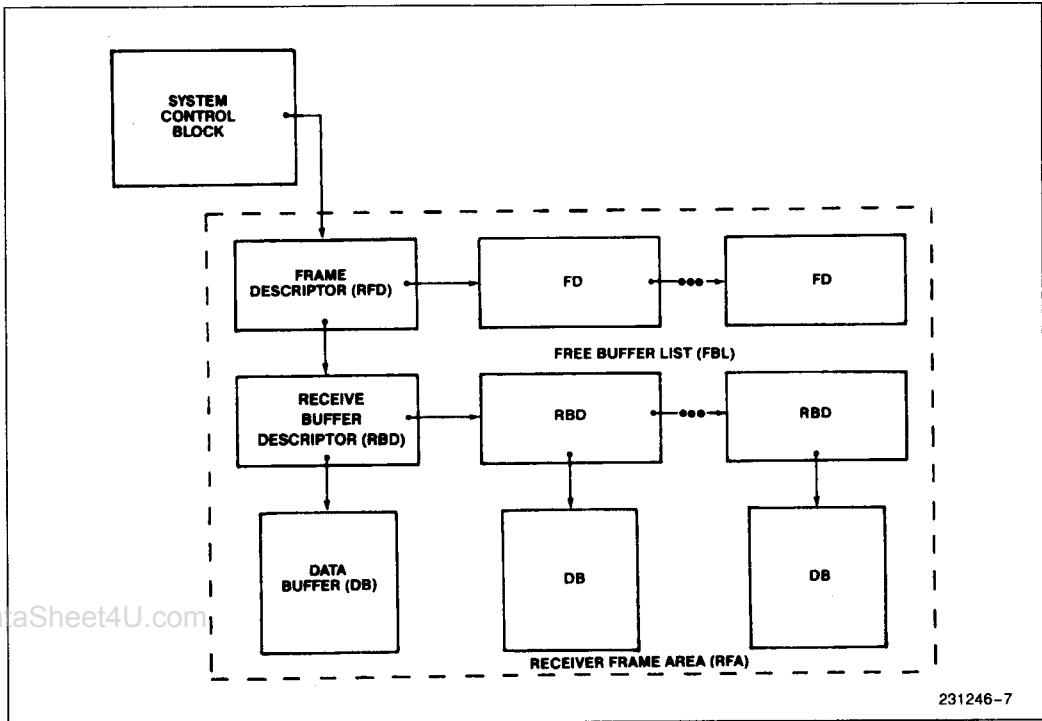 SYSTEM
CONTROL
BLOCK
FRAME
DESCRIPTOR (RFD)
FD
FD
FREE BUFFER LIST (FBL)
RECEIVE
BUFFER
DESCRIPTOR (RBD)
RBD
RBD
DATA
BUFFER (DB)
DB
DB
taSheet4U.com
RECEIVER FRAME AREA (RFA)
231246-7